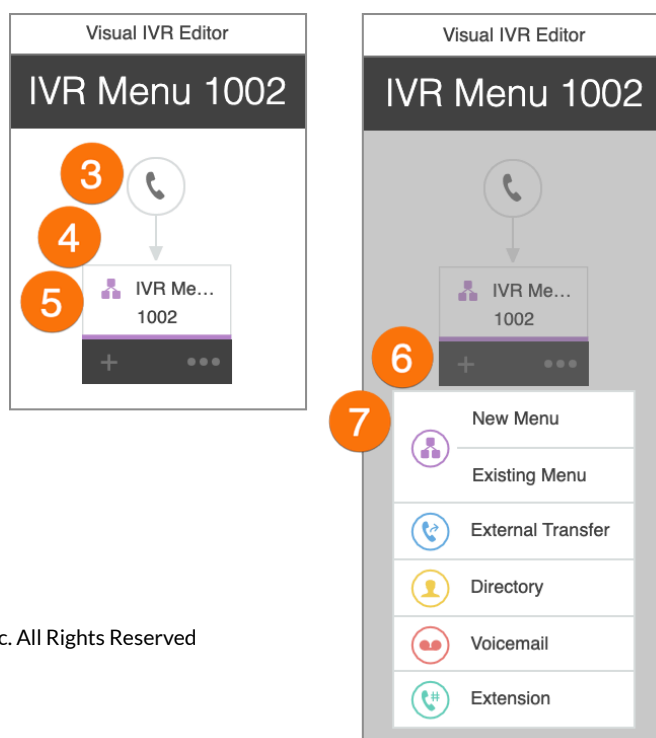 Visual IVR Editor
IVR Menu 1002
3
4
5
IVR Me...
1002
+
Visual IVR Editor
IVR Menu 1002
IVR Me...
1002
6
+
7
New Menu
Existing Menu
External Transfer
Directory
Voicemail
#
Extension
c. All Rights Reserved